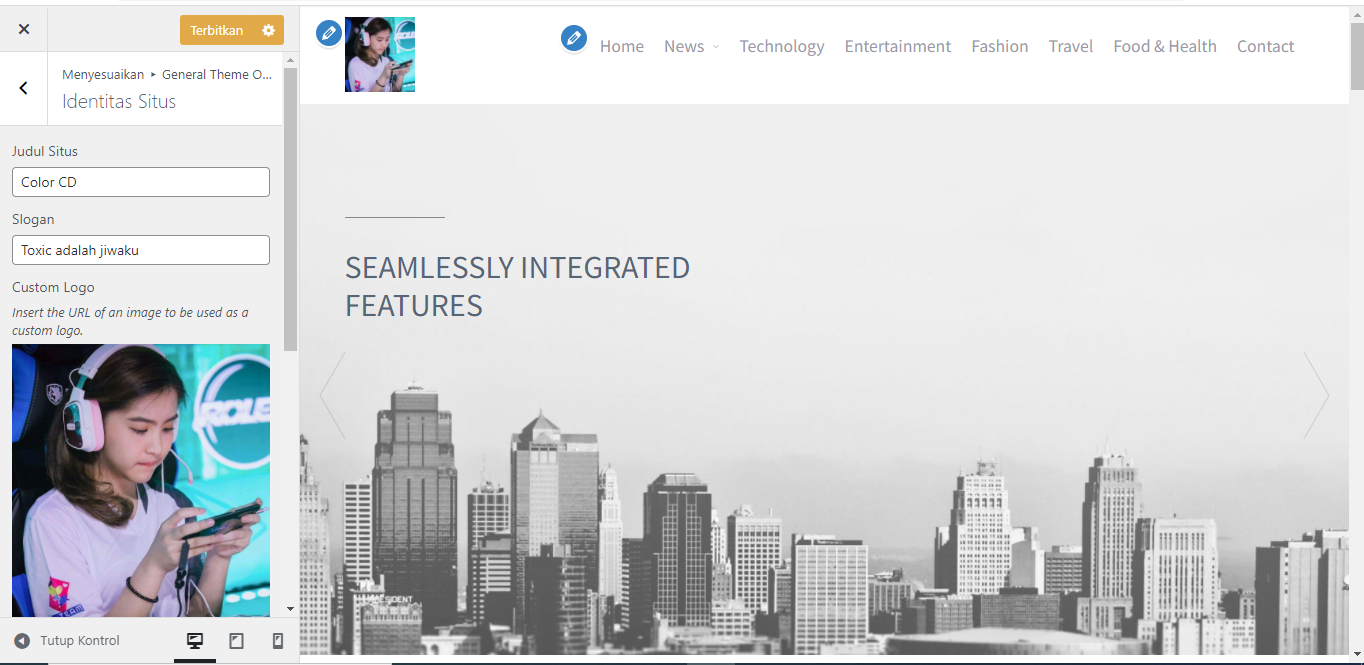 Terbitkan
Menyesuaikan ▸ General Theme O...
Identitas Situs
Judul Situs
Color CD
Slogan
Toxic adalah jiwaku
Custom Logo
Insert the URL of an image to be used as a
custom logo.
Tutup Kontrol
Home News Technology Entertainment Fashion Travel Food & Health Contact
SEAMLESSLY INTEGRATED
FEATURES
PRESIDENT